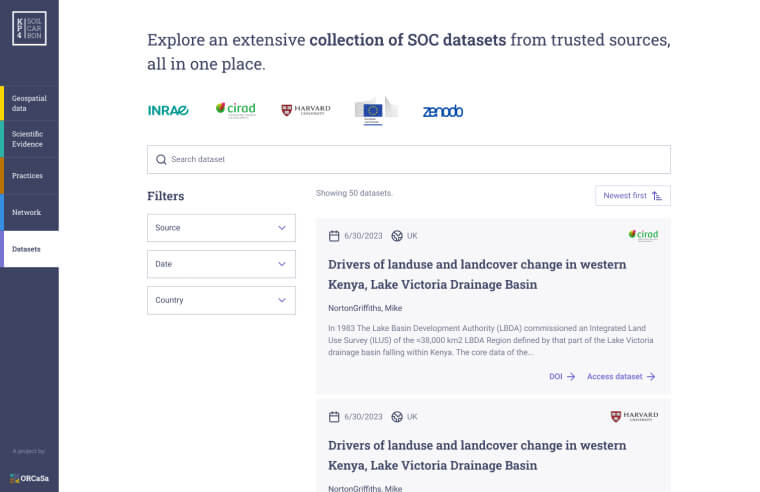 KP4 SOIL CAR BON
Geospatial data
Scientific Evidence
Practices
Network
Datasets
A project by:
ORCaSa
Explore an extensive collection of SOC datasets from trusted sources,
all in one place.
INRAE cirad HARVARD UNIVERSITY zenodo
Search dataset
Filters
Source
Date
Country
Showing 50 datasets.
Newest first
6/30/2023 UK cirad
Drivers of landuse and landcover change in western
Kenya, Lake Victoria Drainage Basin
NortonGriffiths, Mike
In 1983 The Lake Basin Development Authority (LBDA) commissioned an Integrated Land
Use Survey (ILUS) of the ≈38,000 km2 LBDA Region defined by that part of the Lake Victoria
drainage basin falling within Kenya. The core data of the...
DOI Access dataset
6/30/2023 UK HARVARD UNIVERSITY
Drivers of landuse and landcover change in western
Kenya, Lake Victoria Drainage Basin
NortonGriffiths, Mike